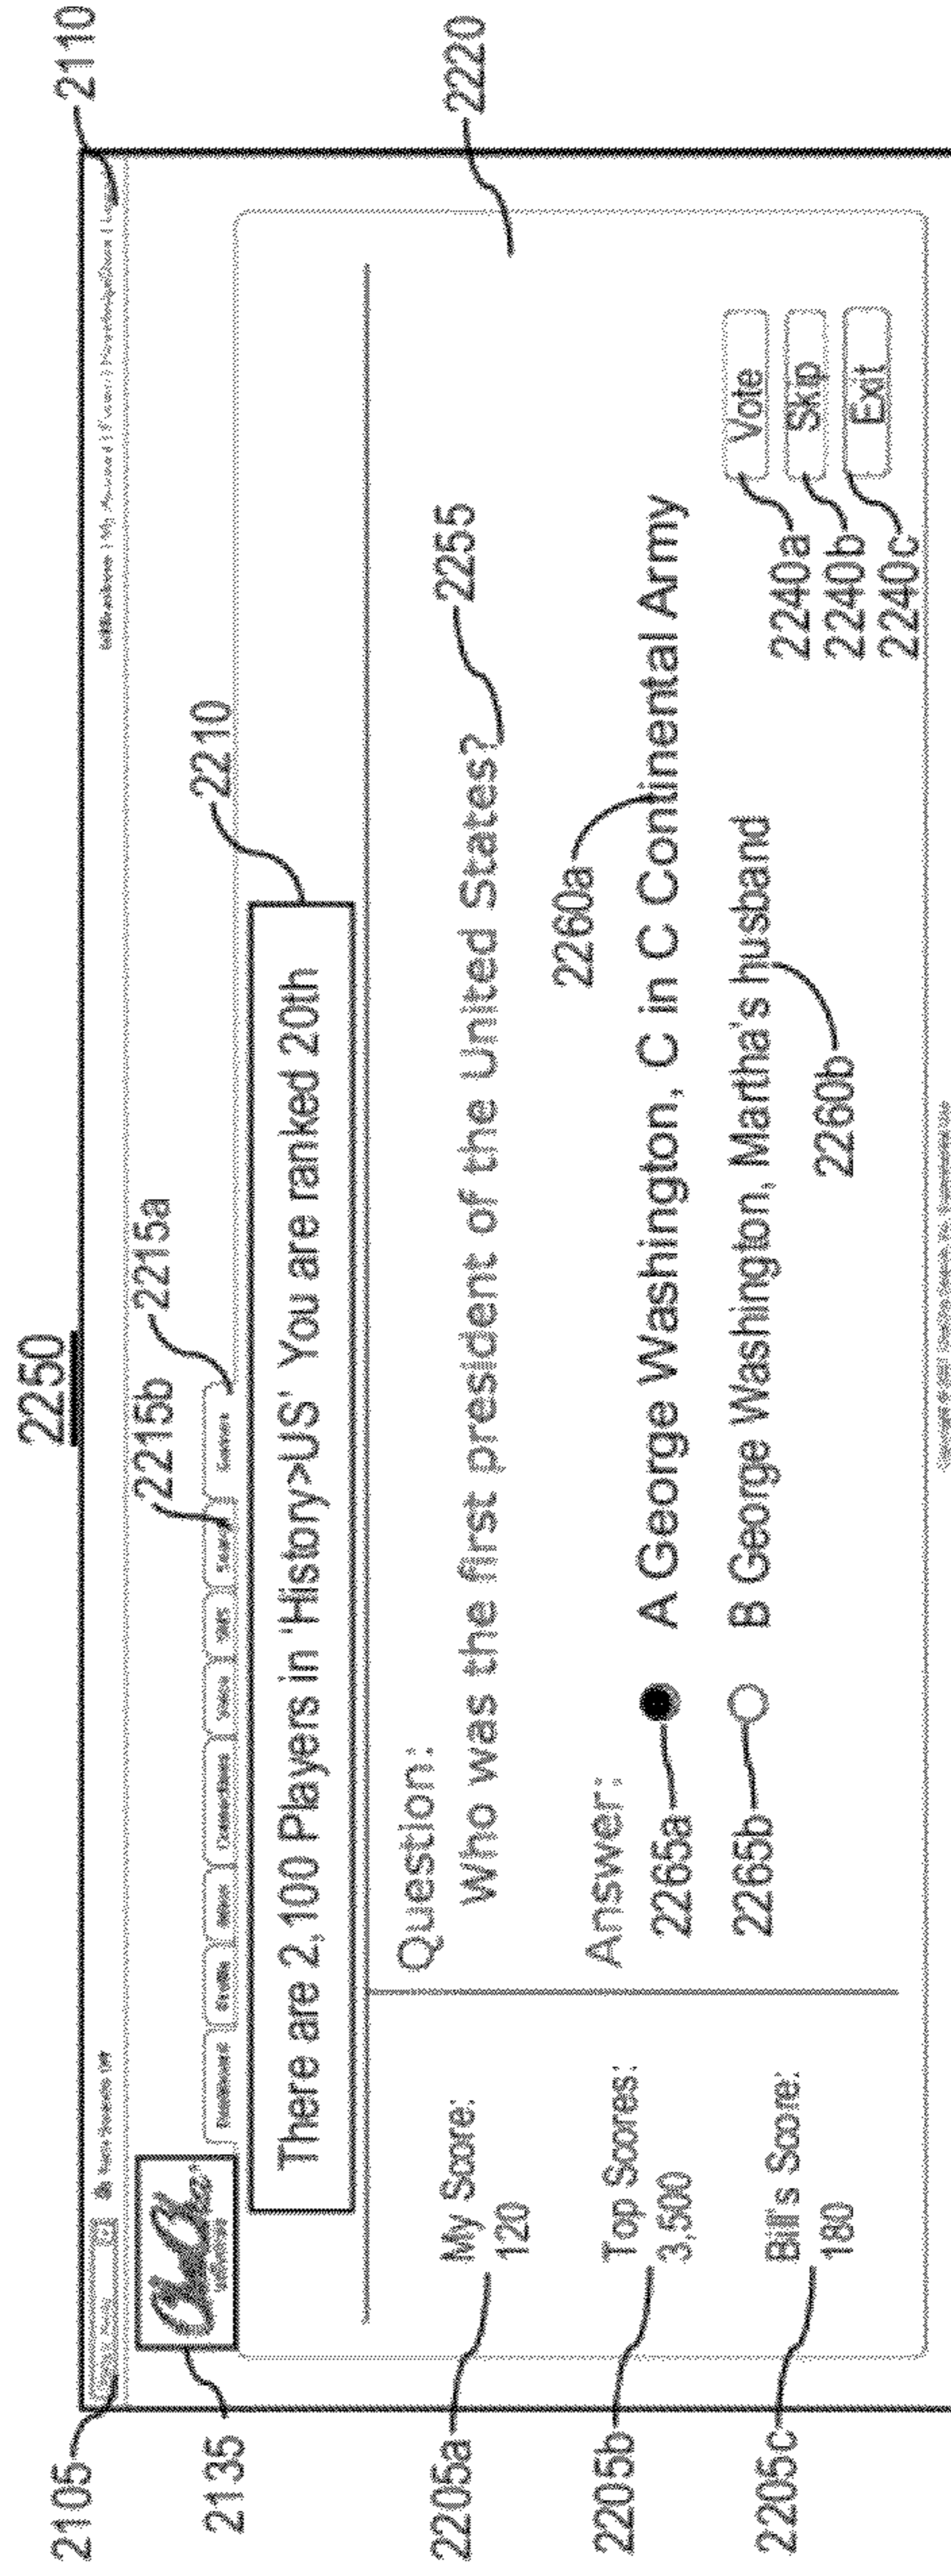 2250
2105
2110
2135
ChaCha
2215b
2215a
2210
Search
There are 2,100 Players in 'History>US' You are ranked 20th
2220
2205a
My Score:
120
2205b
Top Scores:
3,500
2205c
Bill's Score:
180
Question:
Who was the first president of the United States?
2255
Answer:
2260a
2265a
A George Washington, C in C Continental Army
2265b
B George Washington, Martha's husband
2260b
2240a
Vote
2240b
Skip
2240c
Exit